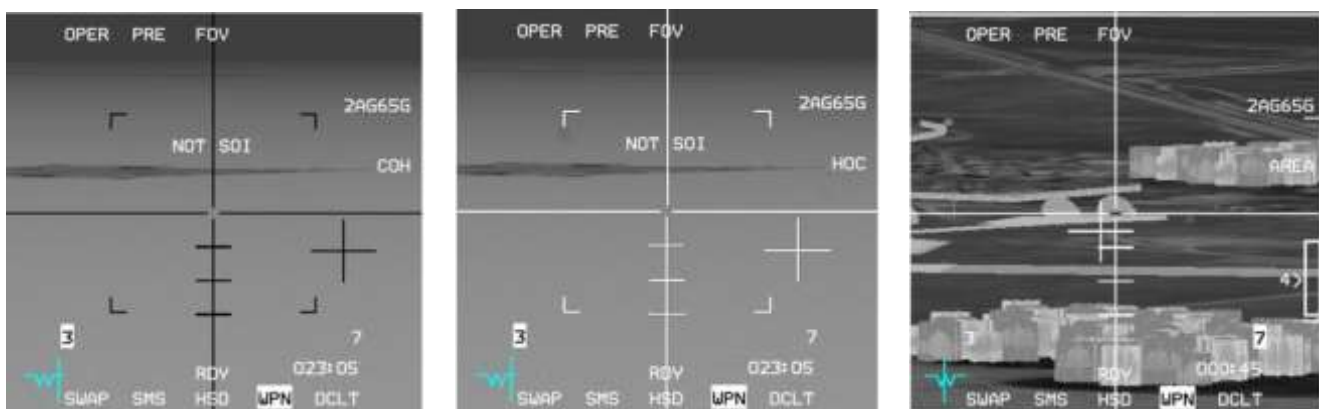 OPER PRE FOV
2AG65G
NOT SOI
COH
3
7
RDY 023:05
SWAP SMS HSD WPN DCLT
OPER PRE FOV
2AG65G
NOT SOI
HOC
3
7
RDY 023:05
SWAP SMS HSD WPN DCLT
OPER PRE FOV
2AG65G
AREA
4>
3
7
RDY 000:45
SWAP SMS HSD WPN DCLT